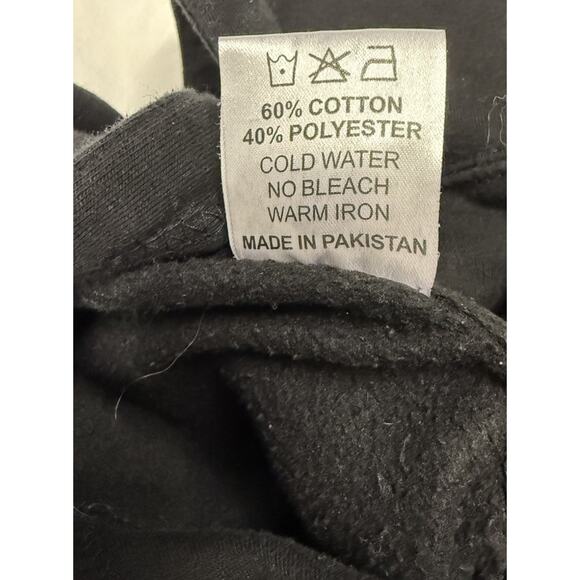 60% COTTON
40% POLYESTER
COLD WATER
NO BLEACH
WARM IRON
MADE IN PAKISTAN